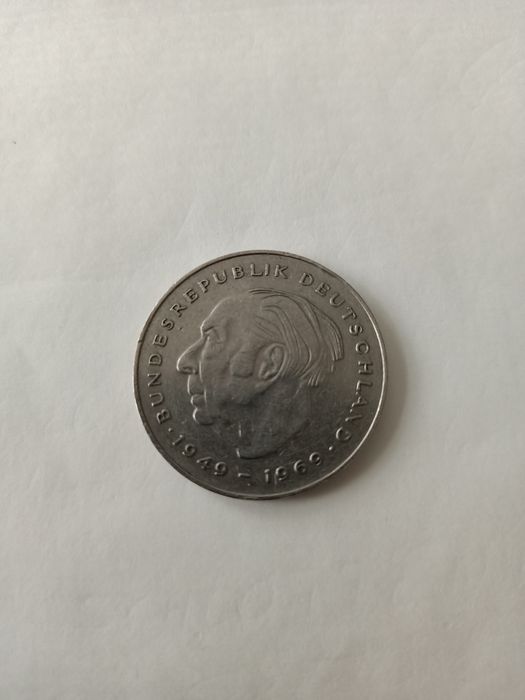 BUNDESREPUBLIK DEUTSCHLAND
· 1949 – 1969 ·